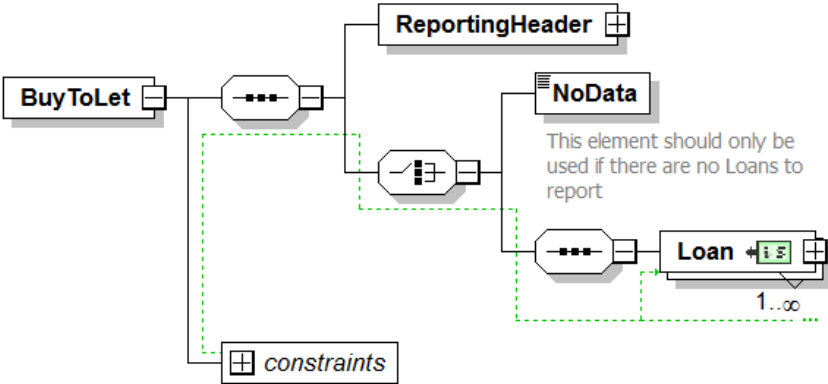 ReportingHeader
BuyToLet
NoData
This element should only be
used if there are no Loans to
report
Loan
1..∞
constraints